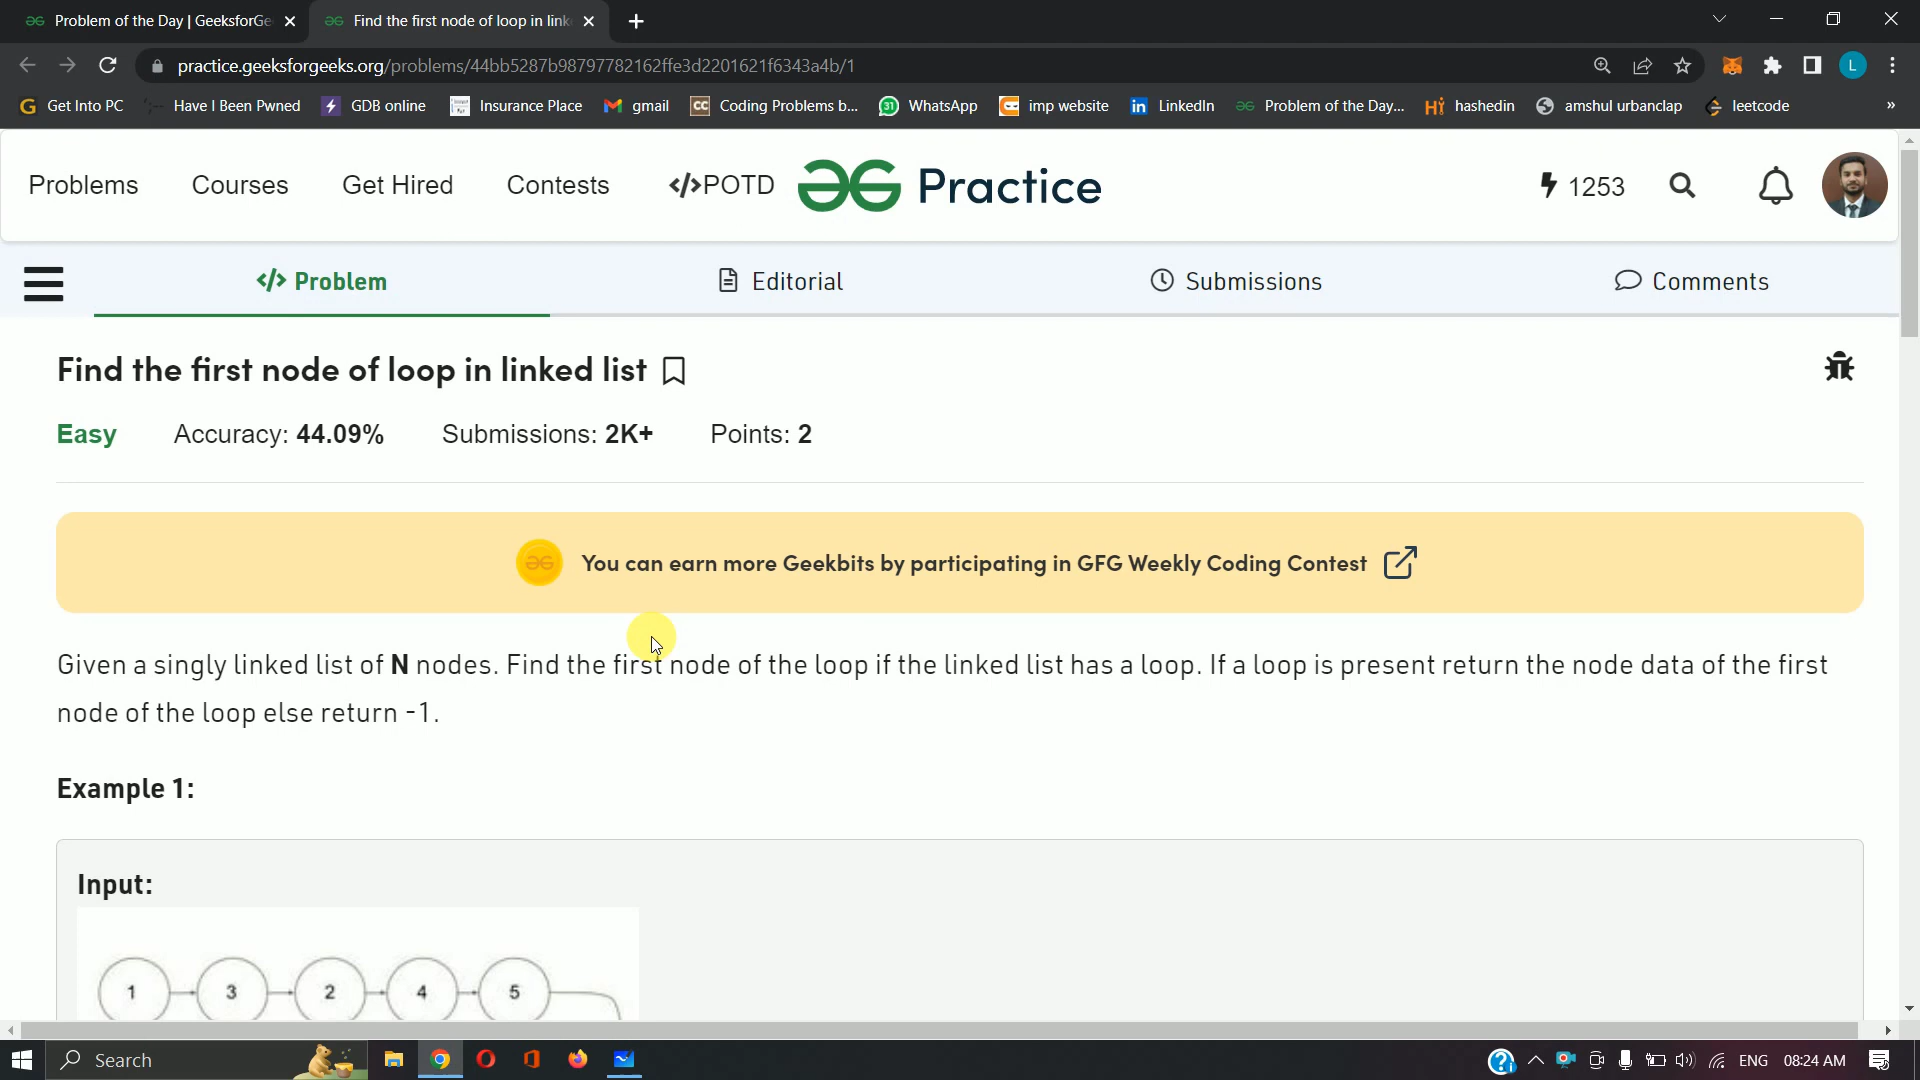 Problem of the Day | GeeksforGe
Find the first node of loop in link
practice.geeksforgeeks.org/problems/44bb5287b98797782162ffe3d2201621f6343a4b/1
L
Get Into PC
Have I Been Pwned
GDB online
Insurance Place
gmail
CC
Coding Problems b...
31
WhatsApp
imp website
in
LinkedIn
Problem of the Day...
Hi
hashedin
amshul urbanclap
leetcode
»
Problems
Courses
Get Hired
Contests
</>POTD
Practice
1253
</> Problem
Editorial
Submissions
Comments
Find the first node of loop in linked list
Easy
Accuracy: 44.09%
Submissions: 2K+
Points: 2
You can earn more Geekbits by participating in GFG Weekly Coding Contest
Given a singly linked list of N nodes. Find the first node of the loop if the linked list has a loop. If a loop is present return the node data of the first
node of the loop else return -1.
Example 1:
Input:
1 3 2 4 5
Search
ENG
08:24 AM